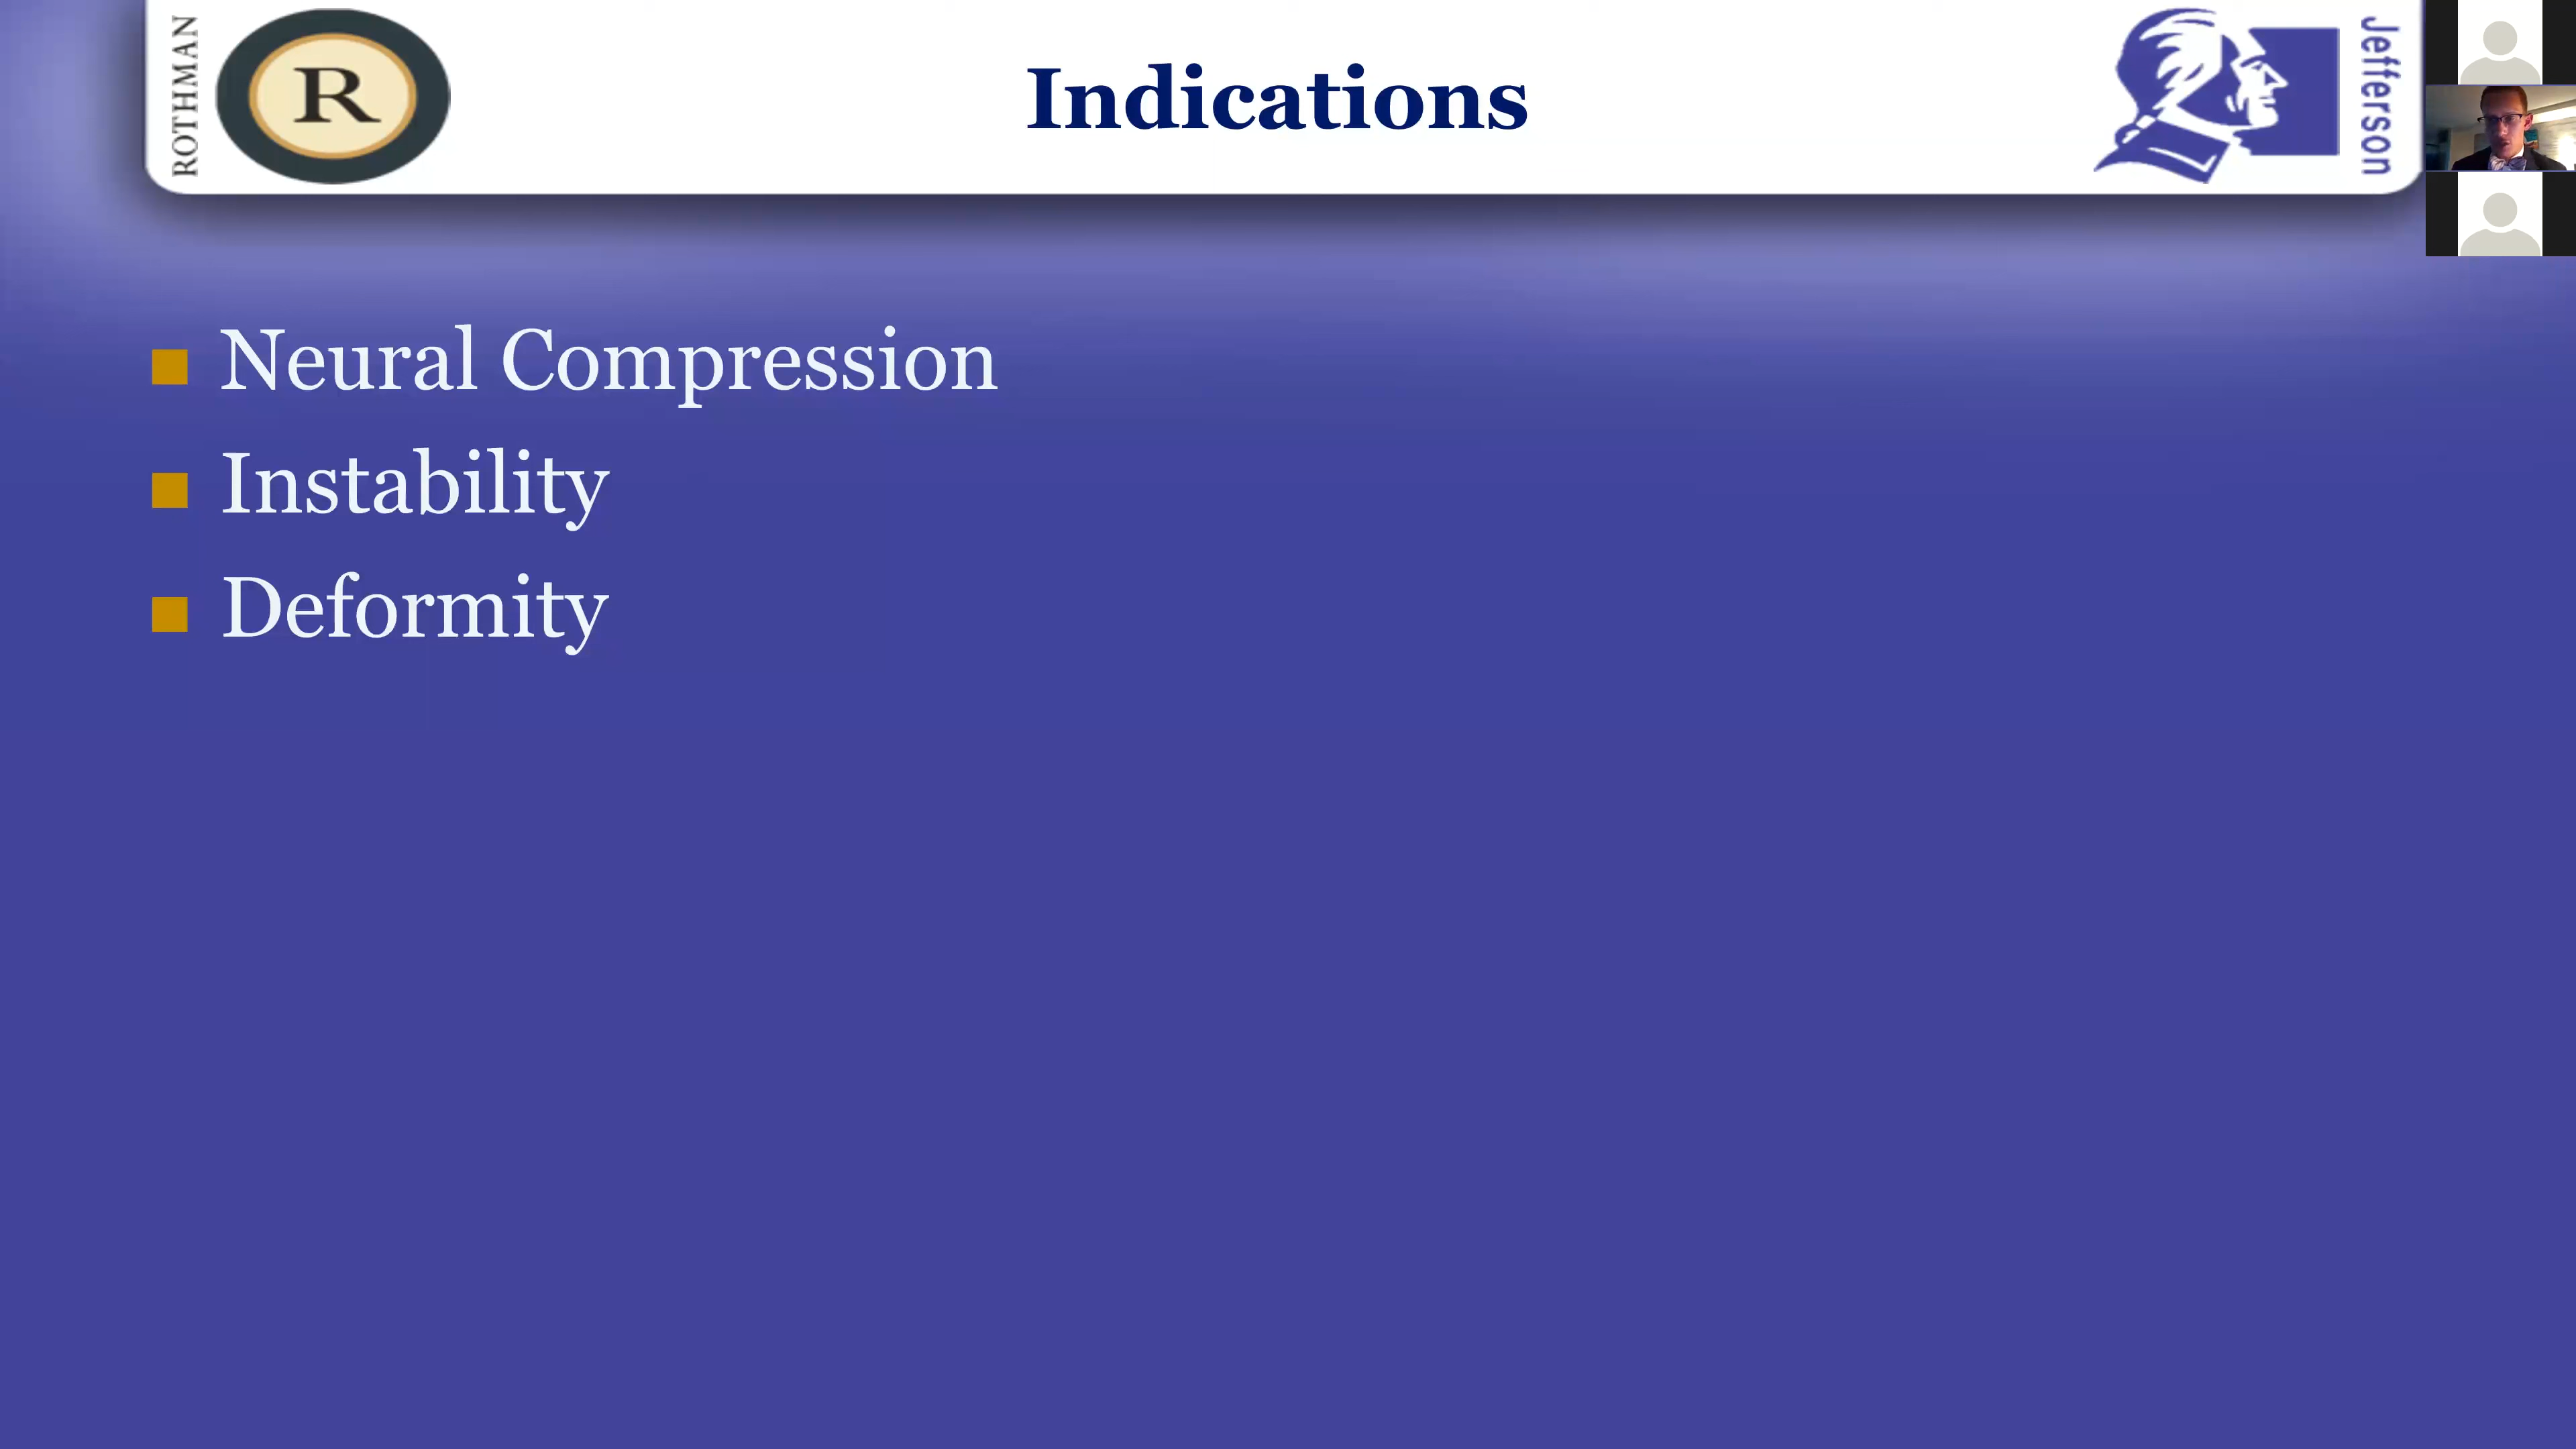 ROTHMAN
R
Indications
Jefferson
Neural Compression
Instability
Deformity